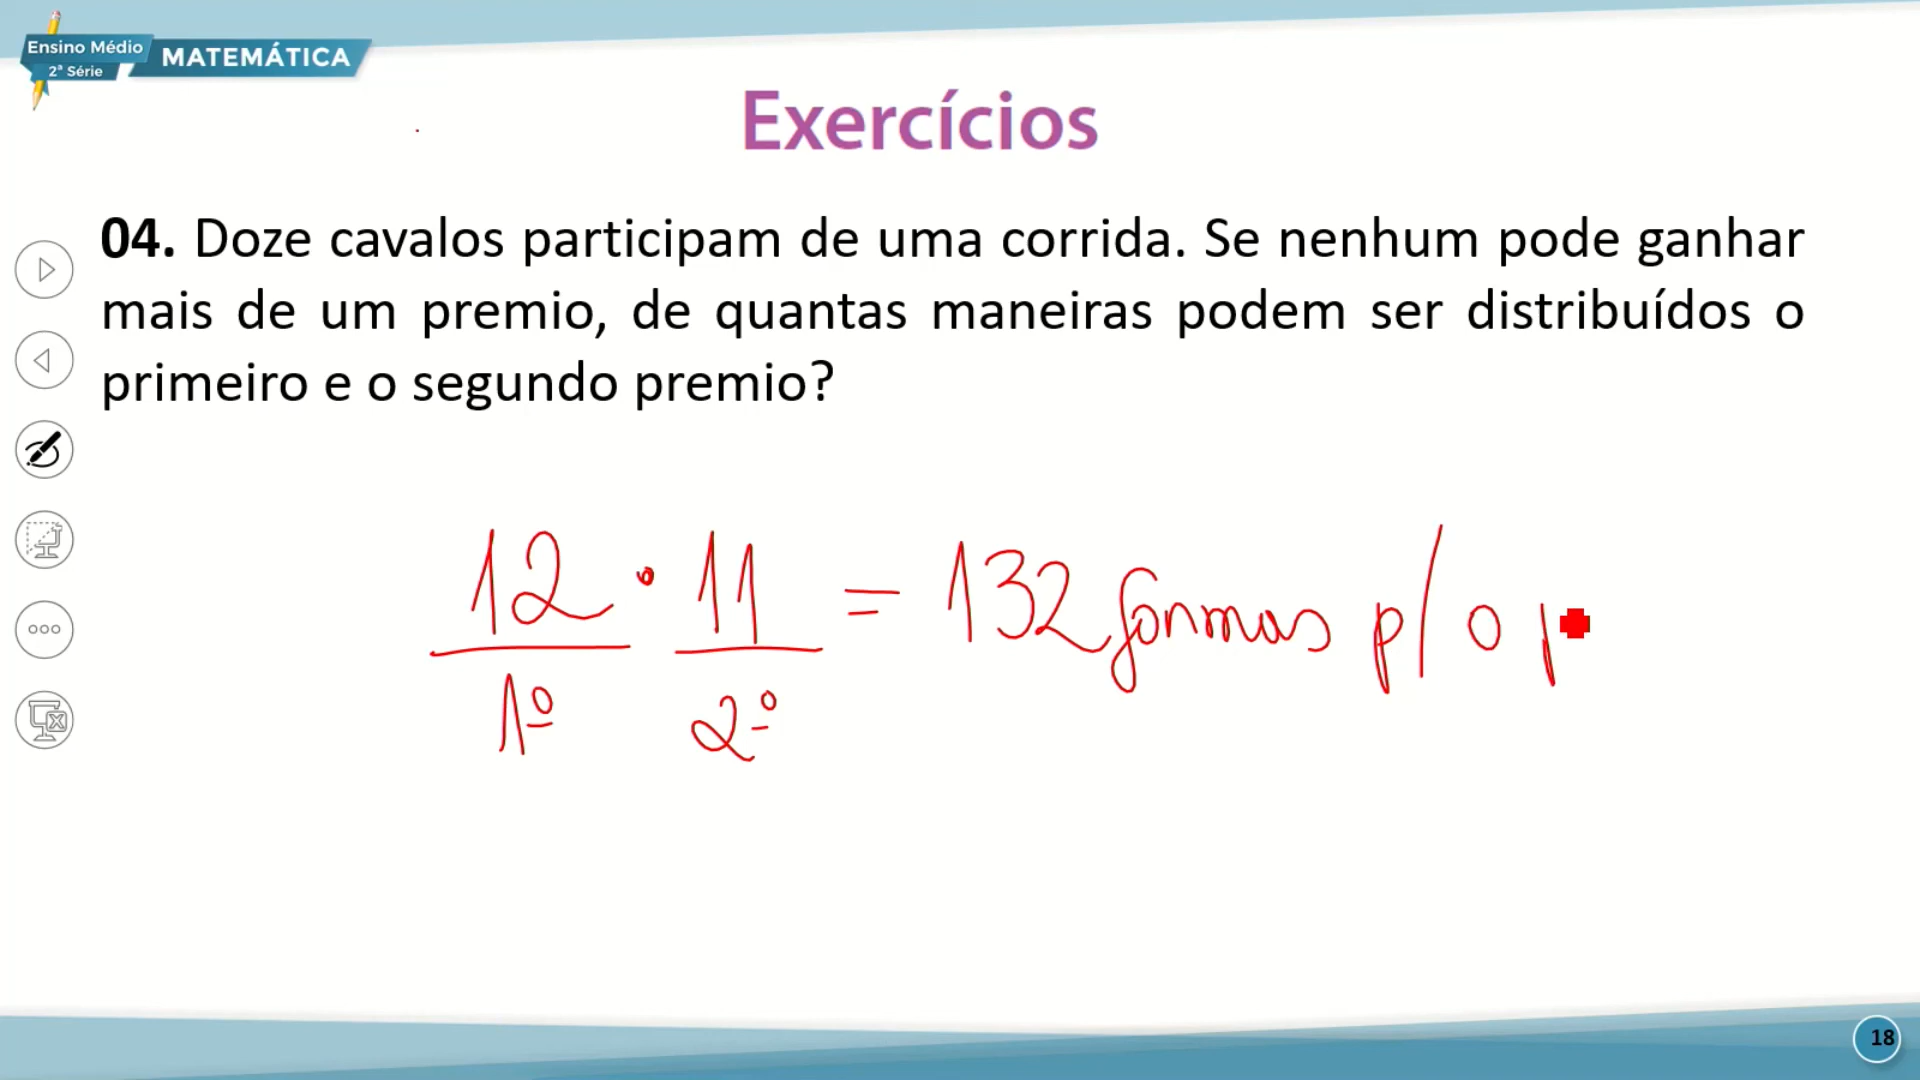 Ensino Médio
2ª Série
MATEMÁTICA
Exercícios
04. Doze cavalos participam de uma corrida. Se nenhum pode ganhar
mais de um premio, de quantas maneiras podem ser distribuídos o
primeiro e o segundo premio?
12 · 11 = 132 formas p/ o p
1º 2º
18